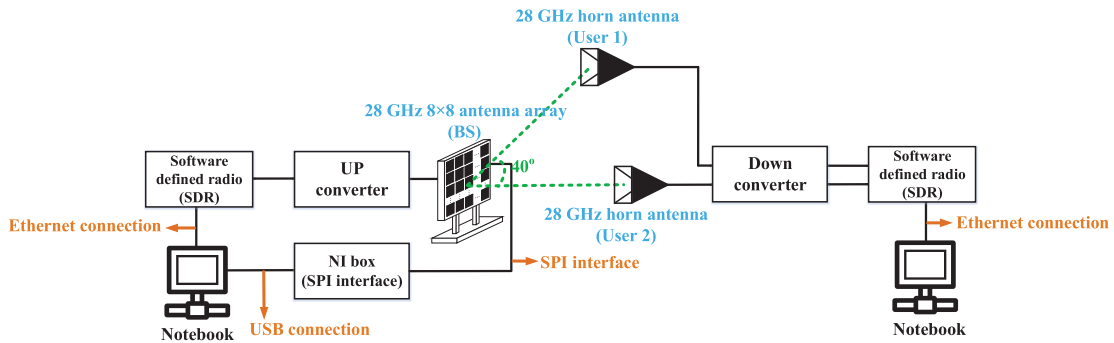 28 GHz horn antenna
(User 1)
28 GHz 8×8 antenna array
(BS)
40°
Software
defined radio
(SDR)
UP
converter
Down
converter
Software
defined radio
(SDR)
28 GHz horn antenna
(User 2)
Ethernet connection
Ethernet connection
NI box
(SPI interface)
SPI interface
USB connection
Notebook
Notebook